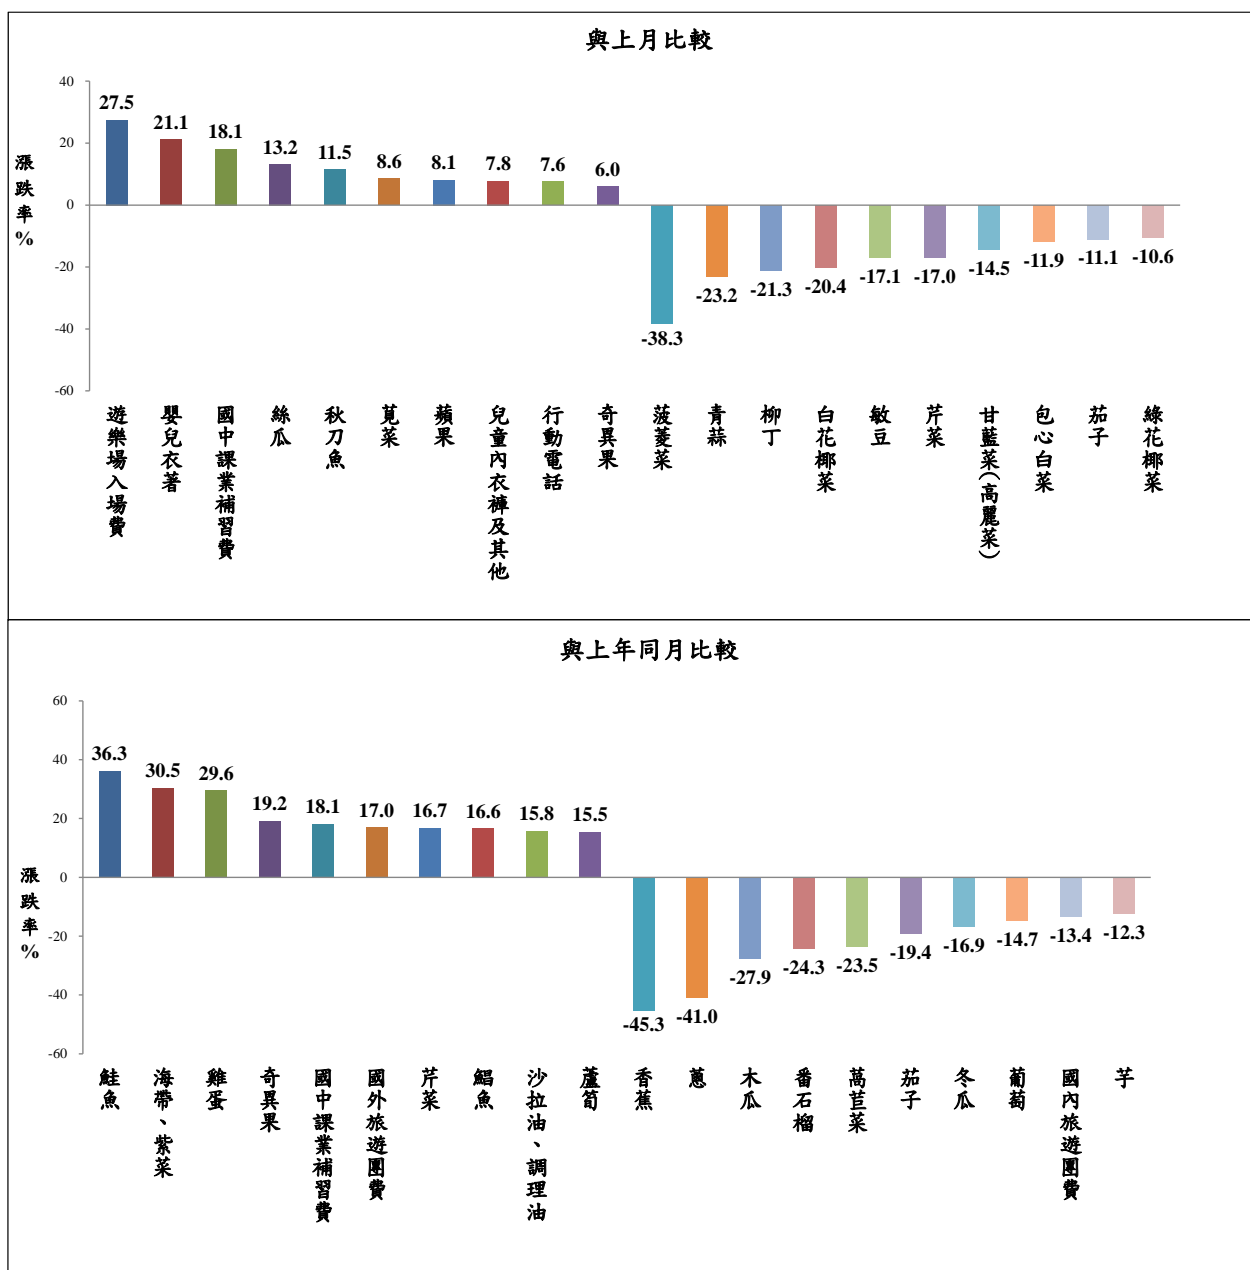 與上月比較
漲跌率%
40
20
0
-20
-40
-60
27.5
21.1
18.1
13.2
11.5
8.6
8.1
7.8
7.6
6.0
-38.3
-23.2
-21.3
-20.4
-17.1
-17.0
-14.5
-11.9
-11.1
-10.6
遊樂場入場費
嬰兒衣著
國中課業補習費
絲瓜
秋刀魚
莧菜
蘋果
兒童內衣褲及其他
行動電話
奇異果
菠菱菜
青蒜
柳丁
白花椰菜
敏豆
芹菜
甘藍菜(高麗菜)
包心白菜
茄子
綠花椰菜
與上年同月比較
漲跌率%
60
40
20
0
-20
-40
-60
36.3
30.5
29.6
19.2
18.1
17.0
16.7
16.6
15.8
15.5
-45.3
-41.0
-27.9
-24.3
-23.5
-19.4
-16.9
-14.7
-13.4
-12.3
鮭魚
海帶、紫菜
雞蛋
奇異果
國中課業補習費
國外旅遊團費
芹菜
鯧魚
沙拉油、調理油
蘆筍
香蕉
蔥
木瓜
番石榴
萵苣菜
茄子
冬瓜
葡萄
國內旅遊團費
芋